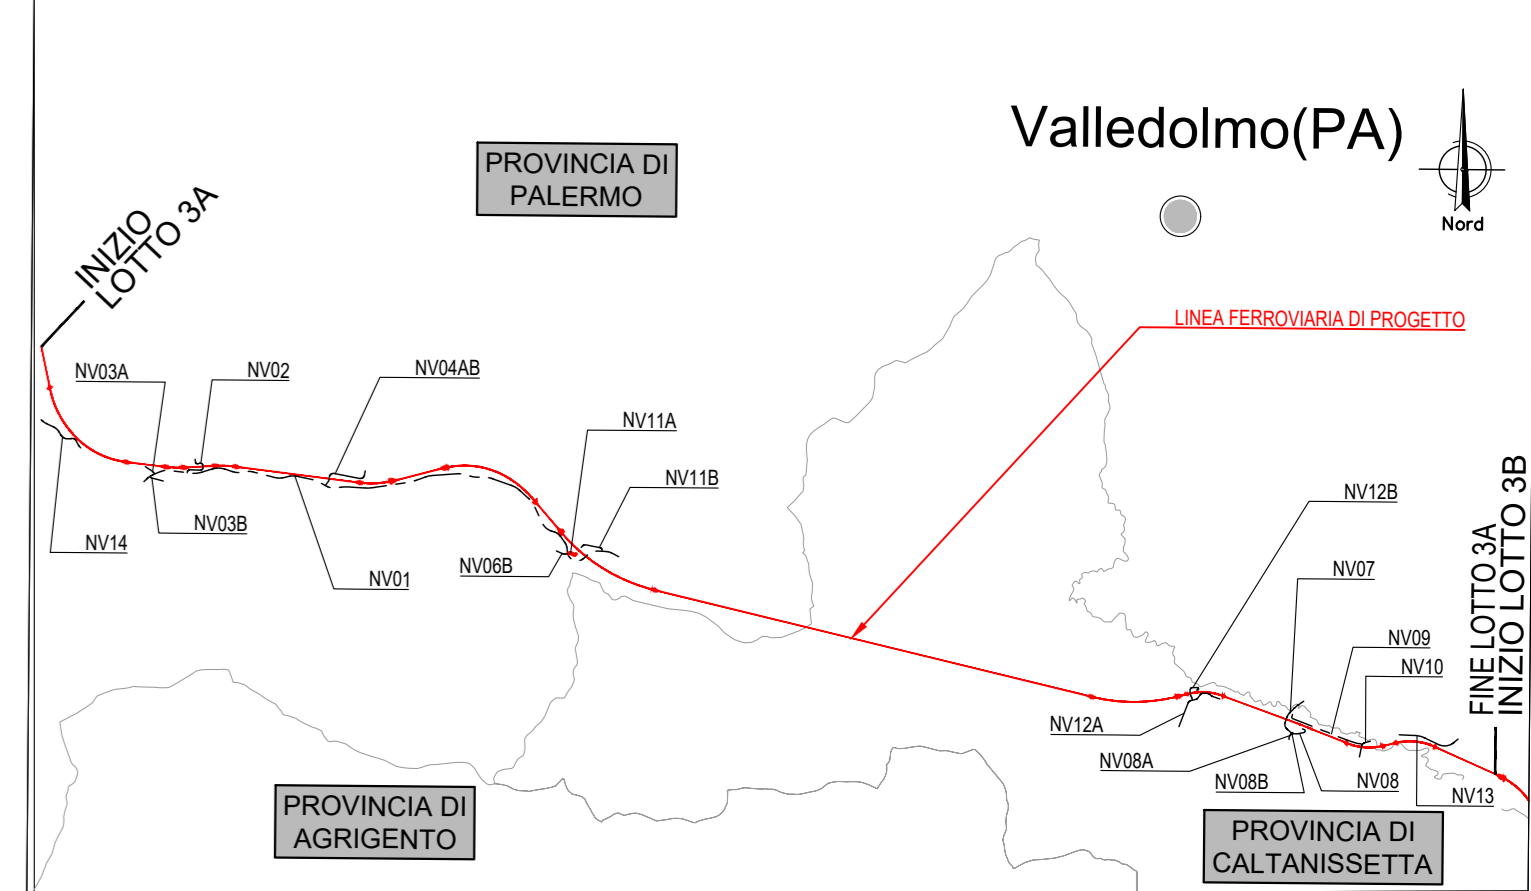 Valledolmo(PA)
Nord
PROVINCIA DI
PALERMO
INIZIO
LOTTO 3A
LINEA FERROVIARIA DI PROGETTO
NV03A
NV02
NV04AB
NV11A
NV11B
NV03B
NV14
NV01
NV06B
NV12B
NV07
NV09
NV10
NV12A
NV08A
NV08B
NV08
NV13
FINE LOTTO 3A
INIZIO LOTTO 3B
PROVINCIA DI
AGRIGENTO
PROVINCIA DI
CALTANISSETTA